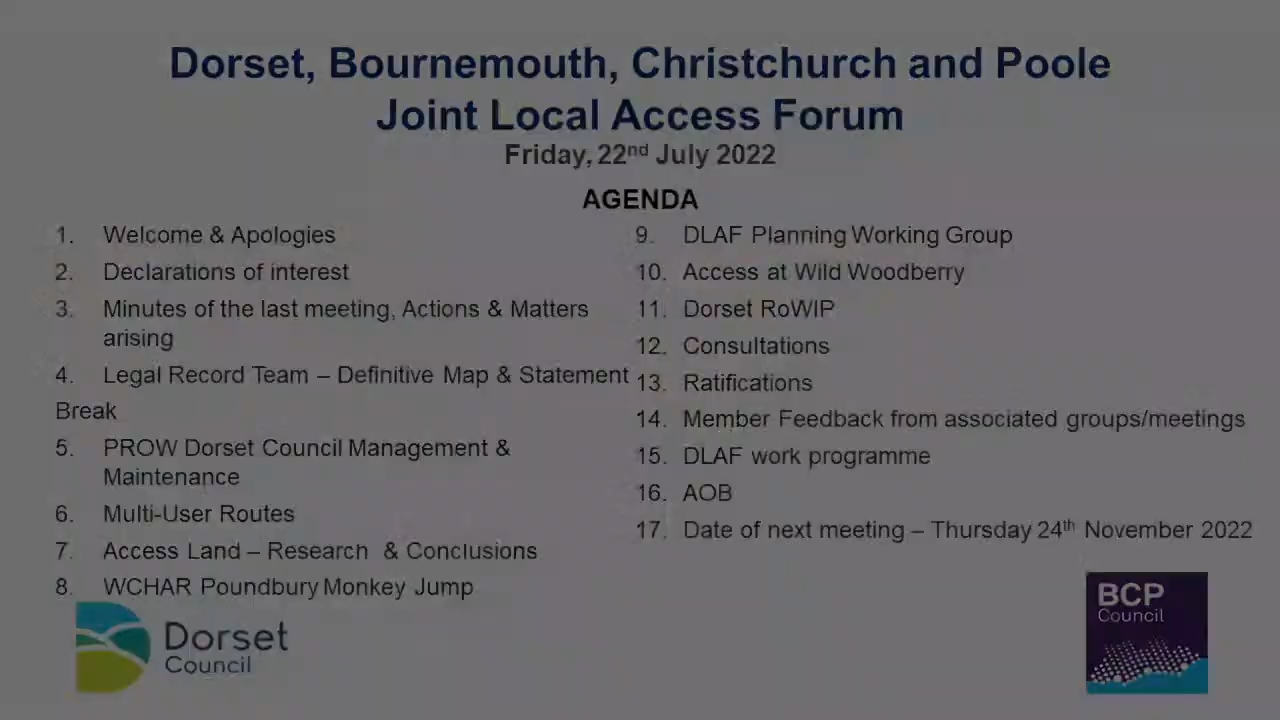 Dorset, Bournemouth, Christchurch and Poole
Joint Local Access Forum
Friday, 22nd July 2022
AGENDA
1. Welcome & Apologies
2. Declarations of interest
3. Minutes of the last meeting, Actions & Matters
arising
4. Legal Record Team – Definitive Map & Statement
Break
5. PROW Dorset Council Management &
Maintenance
6. Multi-User Routes
7. Access Land – Research & Conclusions
8. WCHAR Poundbury Monkey Jump
9. DLAF Planning Working Group
10. Access at Wild Woodberry
11. Dorset RoWIP
12. Consultations
13. Ratifications
14. Member Feedback from associated groups/meetings
15. DLAF work programme
16. AOB
17. Date of next meeting – Thursday 24th November 2022
Dorset
Council
BCP
Council